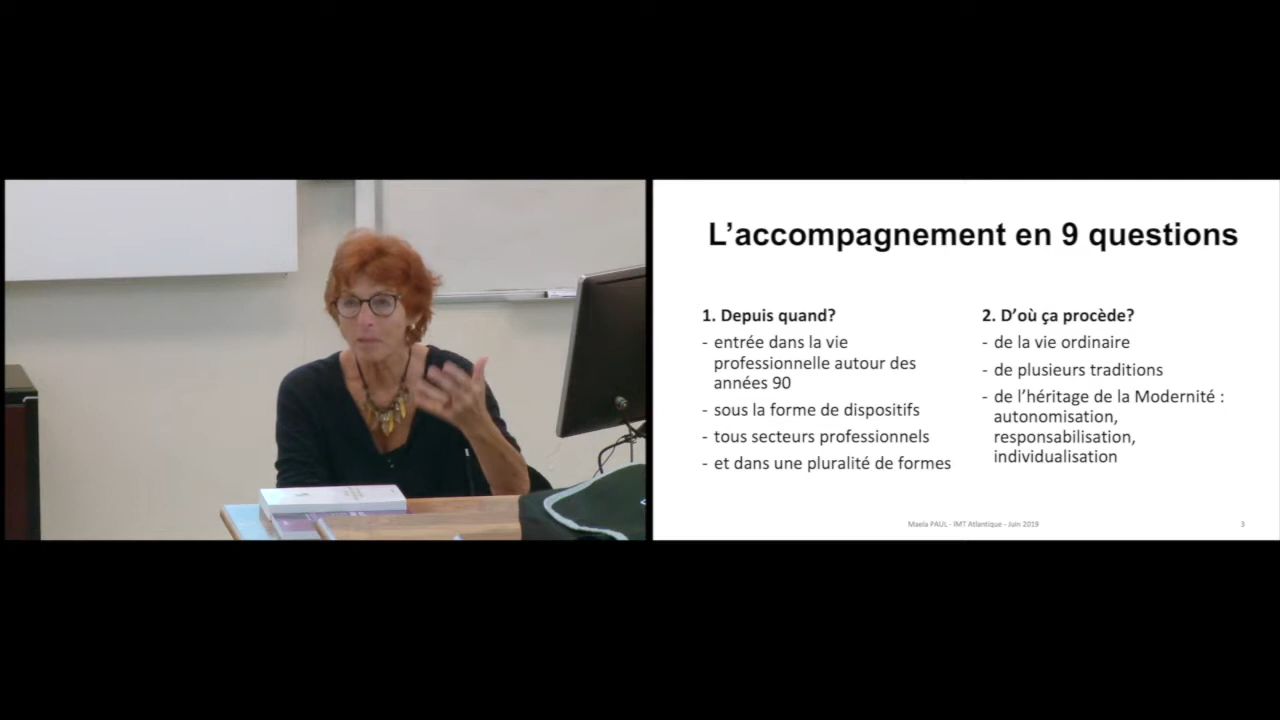 L'accompagnement en 9 questions
1. Depuis quand?
- entrée dans la vie
professionnelle autour des
années 90
- sous la forme de dispositifs
- tous secteurs professionnels
- et dans une pluralité de formes
2. D'où ça procède?
- de la vie ordinaire
- de plusieurs traditions
- de l'héritage de la Modernité :
autonomisation,
responsabilisation,
individualisation
Maela PAUL - IMT Atlantique - Juin 2019
3